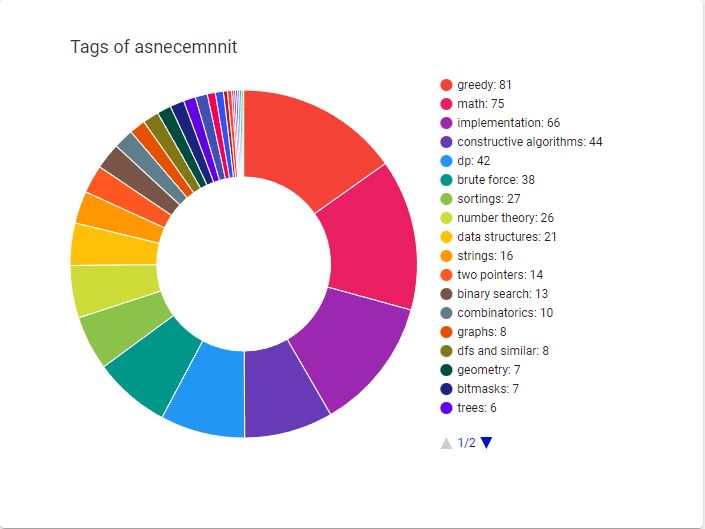 Tags of asnecemnnit
greedy: 81
math: 75
implementation: 66
constructive algorithms: 44
dp: 42
brute force: 38
sortings: 27
number theory: 26
data structures: 21
strings: 16
two pointers: 14
binary search: 13
combinatorics: 10
graphs: 8
dfs and similar: 8
geometry: 7
bitmasks: 7
trees: 6
1/2